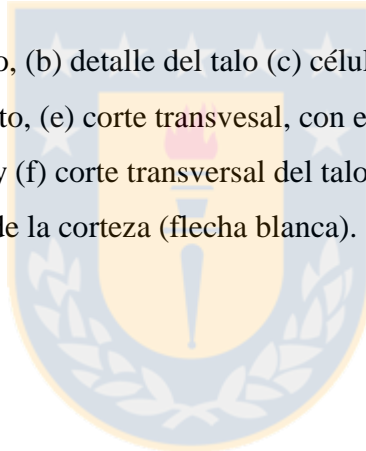 o, (b) detalle del talo (c) célul
to, (e) corte transvesal, con e
y (f) corte transversal del talo
de la corteza (flecha blanca).